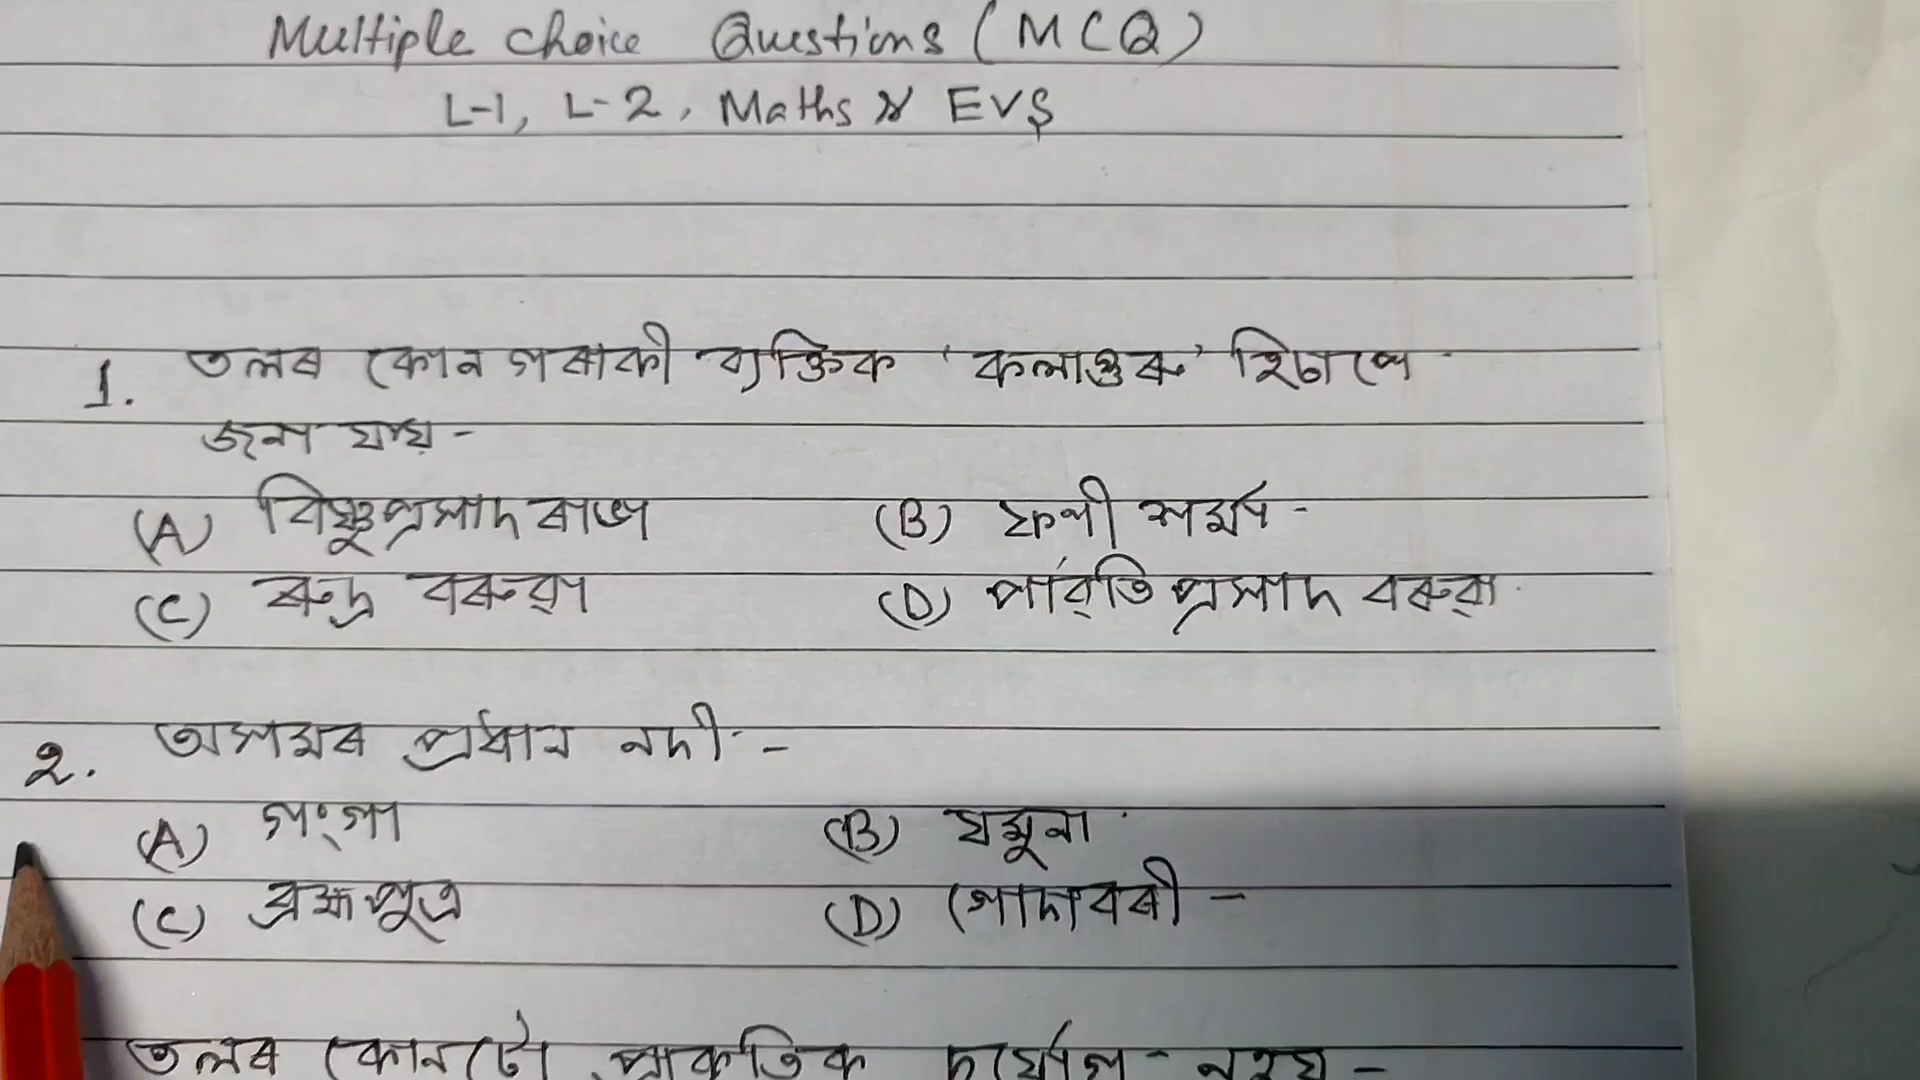 Multiple choice Questions (MCQ)
L-1, L-2, Maths & EVS
1. তলৰ কোন গৰাকী ব্যক্তিক 'কলাগুৰু' হিচাপে
জনা যায় -
(A) বিষ্ণুপ্ৰসাদ ৰাভা (B) ফণী শৰ্মা -
(C) ৰুদ্ৰ বৰুৱা (D) পাৰ্বতি প্ৰসাদ বৰুৱা
2. অসমৰ প্ৰধান নদী -
(A) গংগা (B) যমুনা
(C) ব্ৰহ্মপুত্ৰ (D) গোদাবৰী -
তলৰ কোনটো প্ৰাকৃতিক দুৰ্যোগ নহয় -